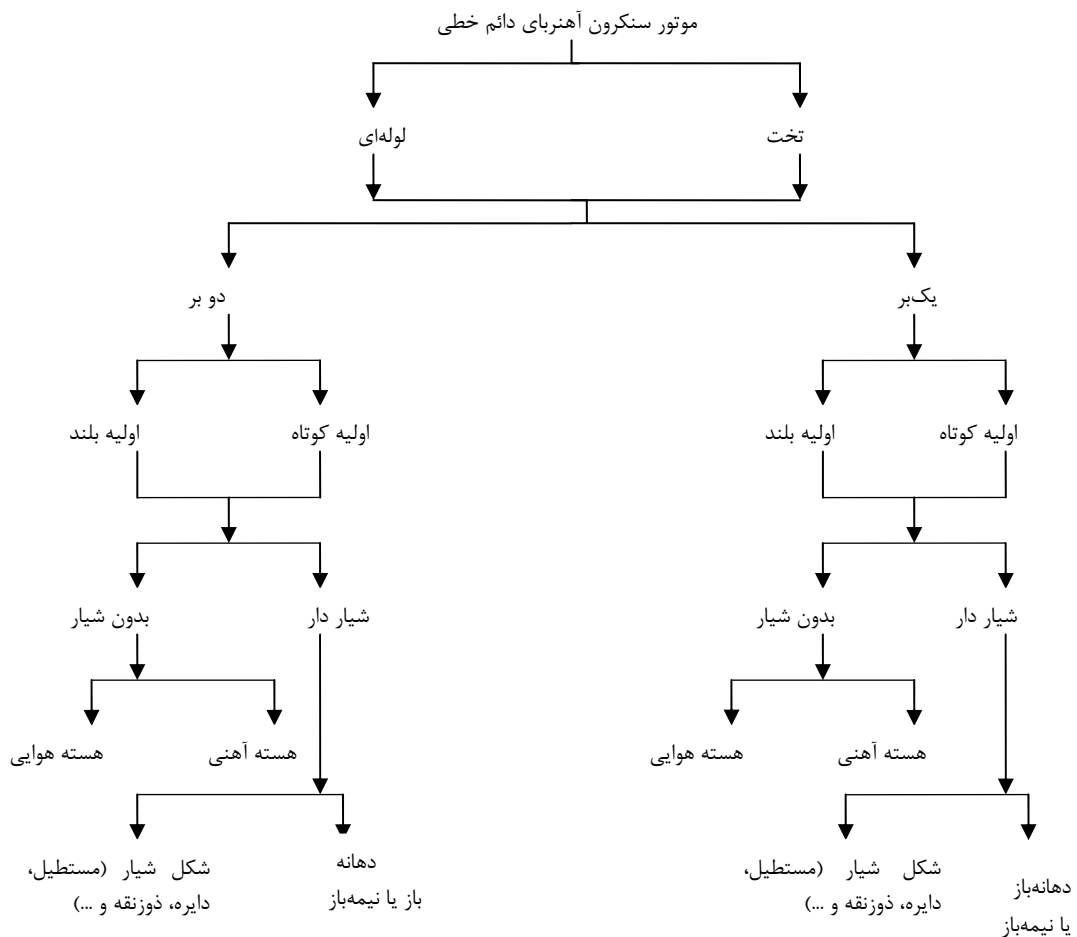 موتور سنکرون آهنربای دائم خطی
تخت
لوله‌ای
یک‌بر
دو بر
اولیه کوتاه
اولیه بلند
اولیه کوتاه
اولیه بلند
شیار دار
بدون شیار
شیار دار
بدون شیار
هسته آهنی
هسته هوایی
هسته آهنی
هسته هوایی
دهانه‌باز
یا نیمه‌باز
شکل شیار (مستطیل،
دایره، ذوزنقه و ...)
دهانه
باز یا نیمه‌باز
شکل شیار (مستطیل،
دایره، ذوزنقه و ...)